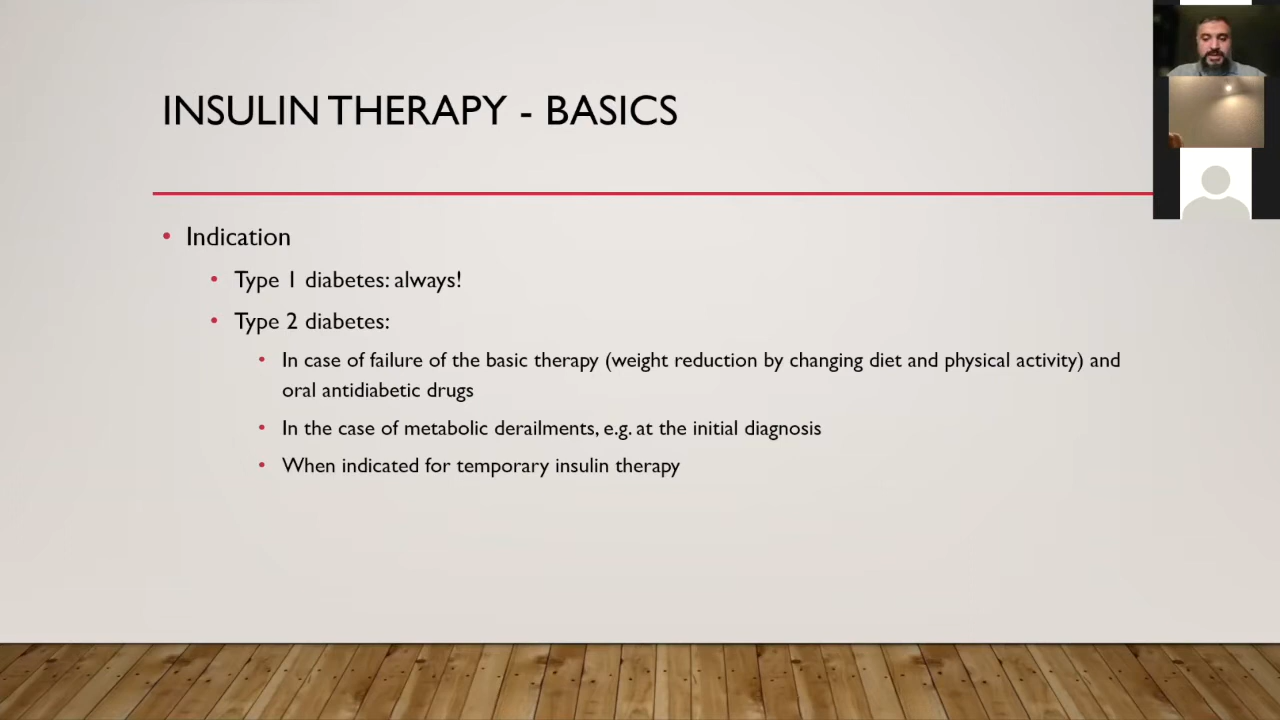 INSULIN THERAPY - BASICS
• Indication
• Type 1 diabetes: always!
• Type 2 diabetes:
• In case of failure of the basic therapy (weight reduction by changing diet and physical activity) and
oral antidiabetic drugs
• In the case of metabolic derailments, e.g. at the initial diagnosis
• When indicated for temporary insulin therapy